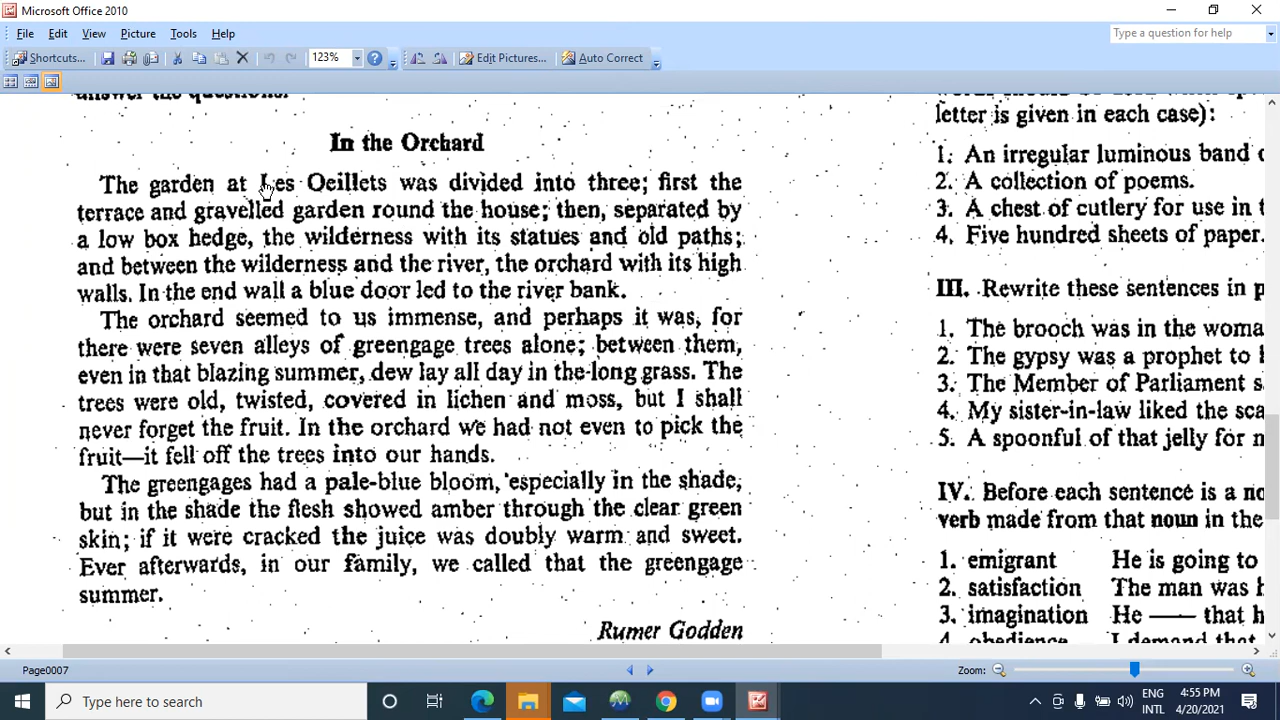 Microsoft Office 2010
File Edit View Picture Tools Help
Type a question for help
Shortcuts...
123%
Edit Pictures...
Auto Correct
answer the questions.
In the Orchard
The garden at Les Oeillets was divided into three; first the
terrace and gravelled garden round the house; then, separated by
a low box hedge, the wilderness with its statues and old paths;
and between the wilderness and the river, the orchard with its high
walls. In the end wall a blue door led to the river bank.
The orchard seemed to us immense, and perhaps it was, for
there were seven alleys of greengage trees alone; between them,
even in that blazing summer, dew lay all day in the long grass. The
trees were old, twisted, covered in lichen and moss, but I shall
never forget the fruit. In the orchard we had not even to pick the
fruit—it fell off the trees into our hands.
The greengages had a pale-blue bloom, especially in the shade,
but in the shade the flesh showed amber through the clear green
skin; if it were cracked the juice was doubly warm and sweet.
Ever afterwards, in our family, we called that the greengage
summer.
Rumer Godden
letter is given in each case):
1. An irregular luminous band
2. A collection of poems.
3. A chest of cutlery for use in
4. Five hundred sheets of paper.
III. Rewrite these sentences in
1. The brooch was in the
2. The gypsy was a prophet to
3. The Member of Parliament
4. My sister-in-law liked the
5. A spoonful of that jelly for
IV. Before each sentence is a
verb made from that noun in the
1. emigrant He is going to
2. satisfaction The man was
3. imagination He —— that
4. obedience I demand that
Page0007
Zoom:
Type here to search
ENG
INTL
4:55 PM
4/20/2021